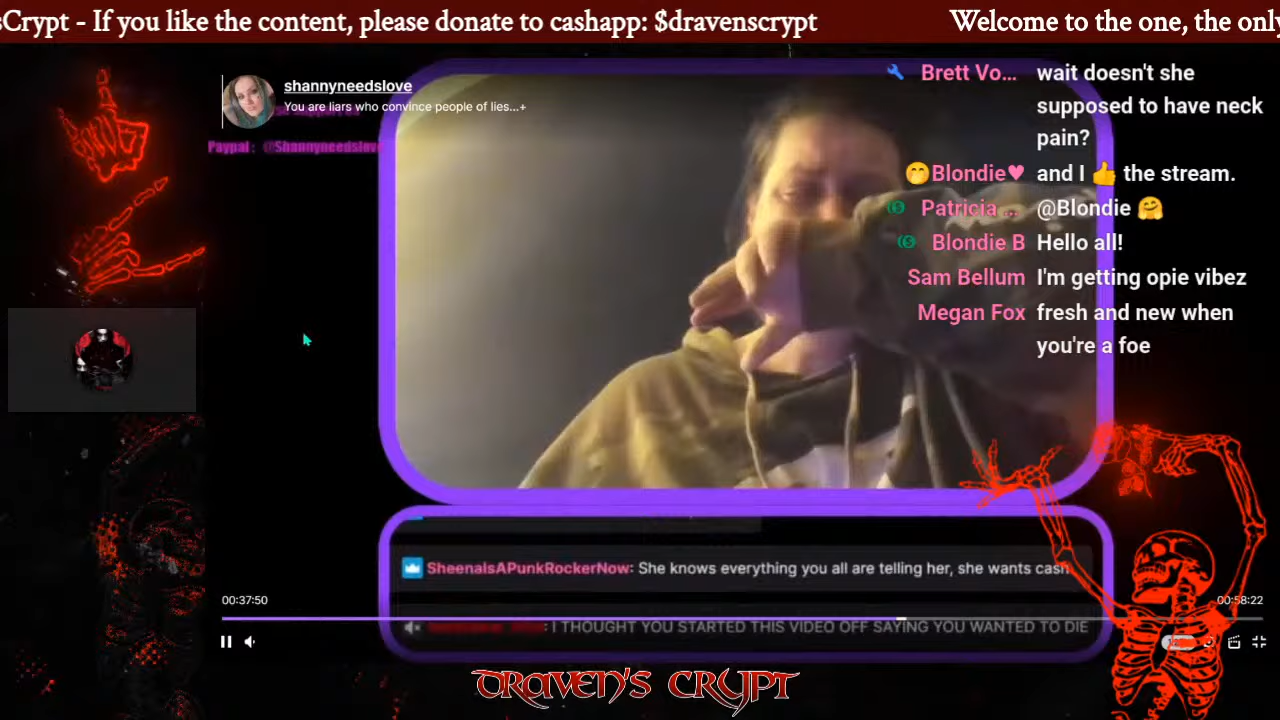 sCrypt - If you like the content, please donate to cashapp: $dravenscrypt
Welcome to the one, the only
shannyneedslove
You are liars who convince people of lies...+
Paypal: @Shannyneedslove
Brett Vo... wait doesn't she
supposed to have neck
pain?
🤭Blondie♥ and I 👍 the stream.
Patricia ... @Blondie 🤗
Blondie B Hello all!
Sam Bellum I'm getting opie vibez
Megan Fox fresh and new when
you're a foe
SheenaIsAPunkRockerNow: She knows everything you all are telling her, she wants cash
00:37:50
00:58:22
: I THOUGHT YOU STARTED THIS VIDEO OFF SAYING YOU WANTED TO DIE
DRAVEN'S CRYPT